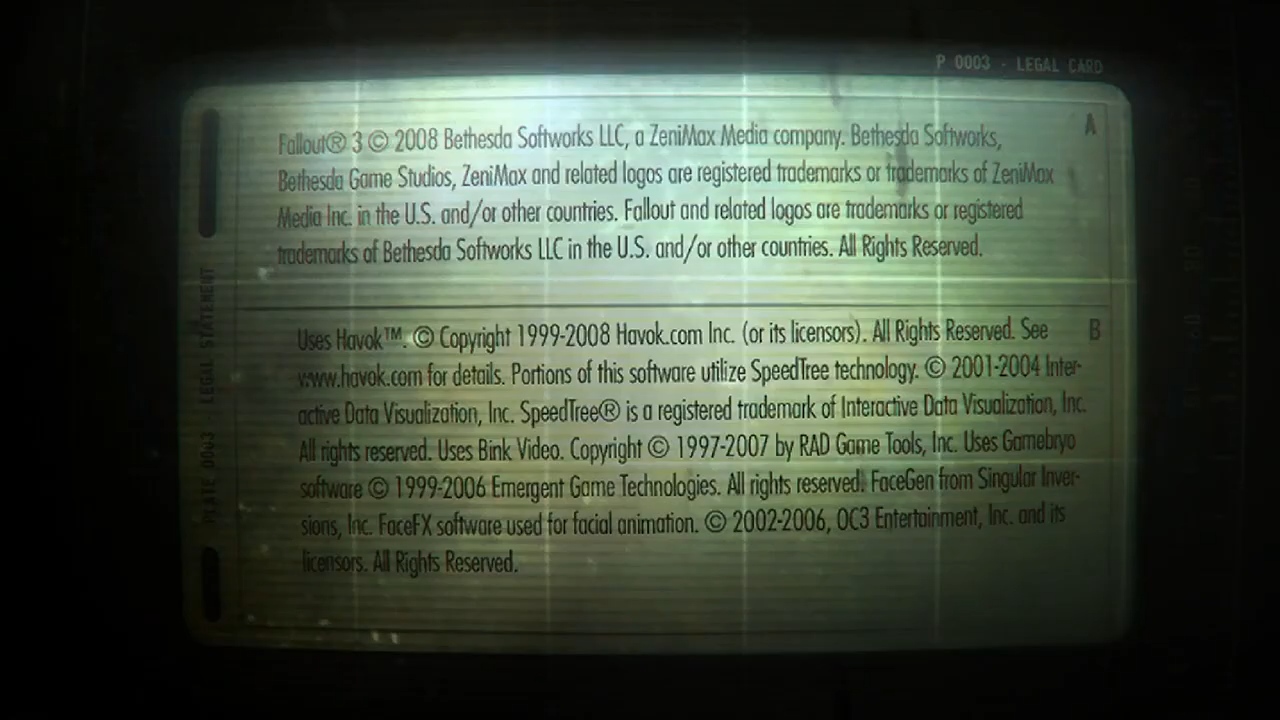 P 0003 - LEGAL CARD
A
Fallout® 3 © 2008 Bethesda Softworks LLC, a ZeniMax Media company. Bethesda Softworks,
Bethesda Game Studios, ZeniMax and related logos are registered trademarks or trademarks of ZeniMax
Media Inc. in the U.S. and/or other countries. Fallout and related logos are trademarks or registered
trademarks of Bethesda Softworks LLC in the U.S. and/or other countries. All Rights Reserved.
B
Uses Havok™. © Copyright 1999-2008 Havok.com Inc. (or its licensors). All Rights Reserved. See
www.havok.com for details. Portions of this software utilize SpeedTree technology. © 2001-2004 Inter-
active Data Visualization, Inc. SpeedTree® is a registered trademark of Interactive Data Visualization, Inc.
All rights reserved. Uses Bink Video. Copyright © 1997-2007 by RAD Game Tools, Inc. Uses Gamebryo
software © 1999-2006 Emergent Game Technologies. All rights reserved. FaceGen from Singular Inver-
sions, Inc. FaceFX software used for facial animation. © 2002-2006, OC3 Entertainment, Inc. and its
licensors. All Rights Reserved.
PLATE 0003 LEGAL STATEMENT